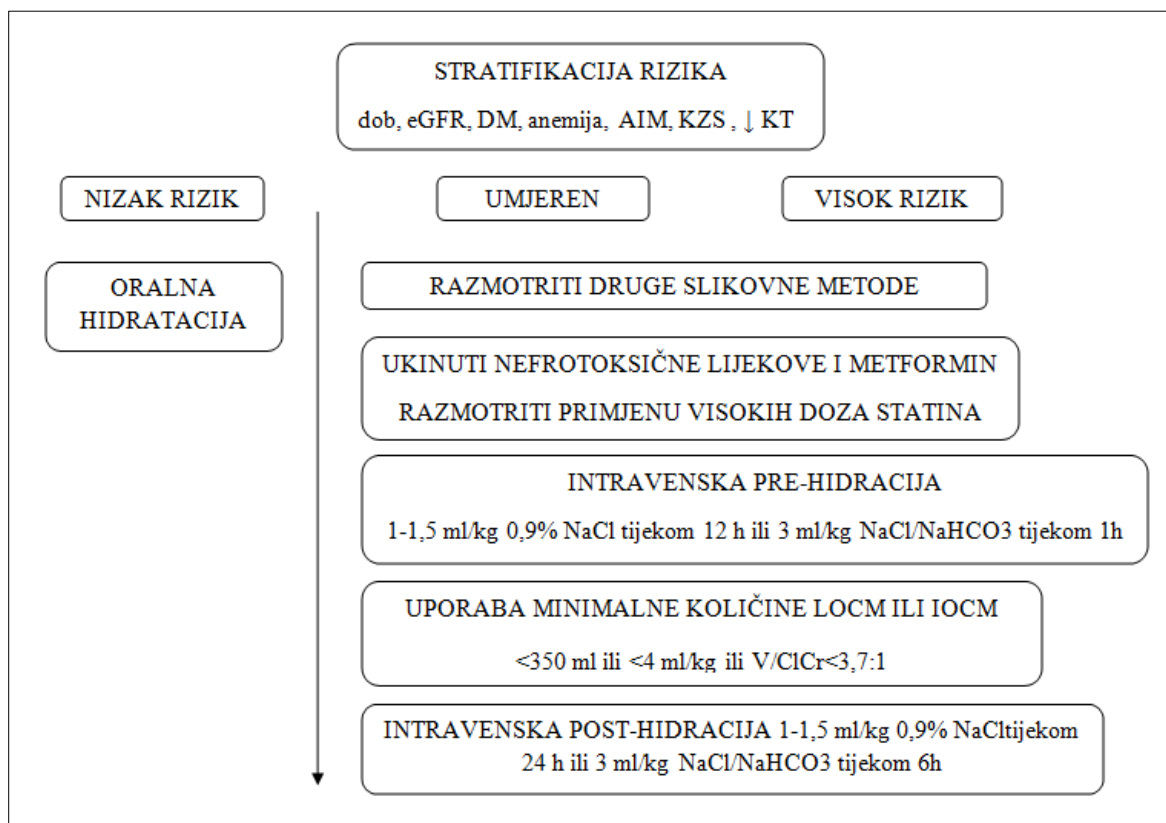 STRATIFIKACIJA RIZIKA
dob, eGFR, DM, anemija, AIM, KZS , ↓ KT
NIZAK RIZIK
UMJEREN
VISOK RIZIK
ORALNA
HIDRATACIJA
RAZMOTRITI DRUGE SLIKOVNE METODE
UKINUTI NEFROTOKSIČNE LIJEKOVE I METFORMIN
RAZMOTRITI PRIMJENU VISOKIH DOZA STATINA
INTRAVENSKA PRE-HIDRACIJA
1-1,5 ml/kg 0,9% NaCl tijekom 12 h ili 3 ml/kg NaCl/NaHCO3 tijekom 1h
UPORABA MINIMALNE KOLIČINE LOCM ILI IOCM
<350 ml ili <4 ml/kg ili V/ClCr<3,7:1
INTRAVENSKA POST-HIDRACIJA 1-1,5 ml/kg 0,9% NaCltijekom
24 h ili 3 ml/kg NaCl/NaHCO3 tijekom 6h